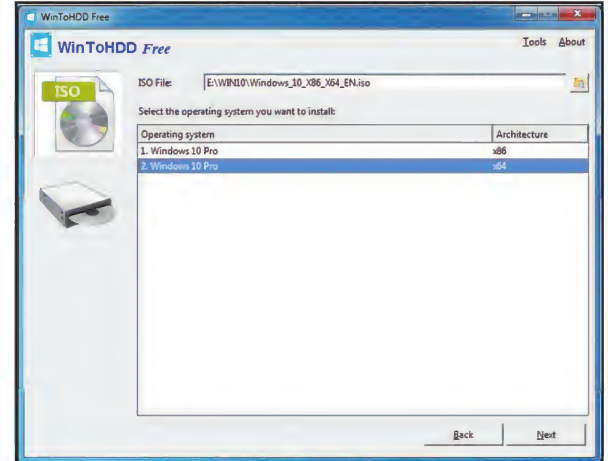 WinToHDD Free
WinToHDD Free
Tools About
ISO
ISO File: E:\WIN10\Windows_10_X86_X64_EN.iso
Select the operating system you want to install:
Operating system Architecture
1. Windows 10 Pro x86
2. Windows 10 Pro x64
Back Next